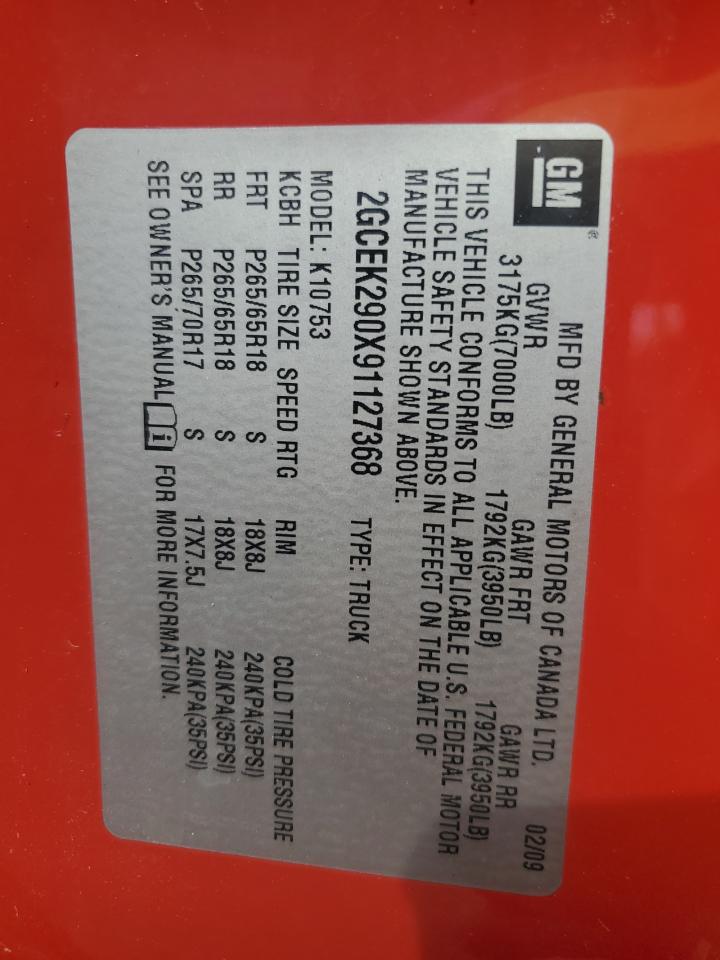 GM®
MFD BY GENERAL MOTORS OF CANADA LTD. 02/09
GVWR GAWR FRT GAWR RR
3175KG(7000LB) 1792KG(3950LB) 1792KG(3950LB)
THIS VEHICLE CONFORMS TO ALL APPLICABLE U.S. FEDERAL MOTOR
VEHICLE SAFETY STANDARDS IN EFFECT ON THE DATE OF
MANUFACTURE SHOWN ABOVE.
2GCEK290X91127368 TYPE: TRUCK
MODEL: K10753
KCBH TIRE SIZE SPEED RTG RIM COLD TIRE PRESSURE
FRT P265/65R18 S 18X8J 240KPA(35PSI)
RR P265/65R18 S 18X8J 240KPA(35PSI)
SPA P265/70R17 S 17X7.5J 240KPA(35PSI)
SEE OWNER'S MANUAL i FOR MORE INFORMATION.